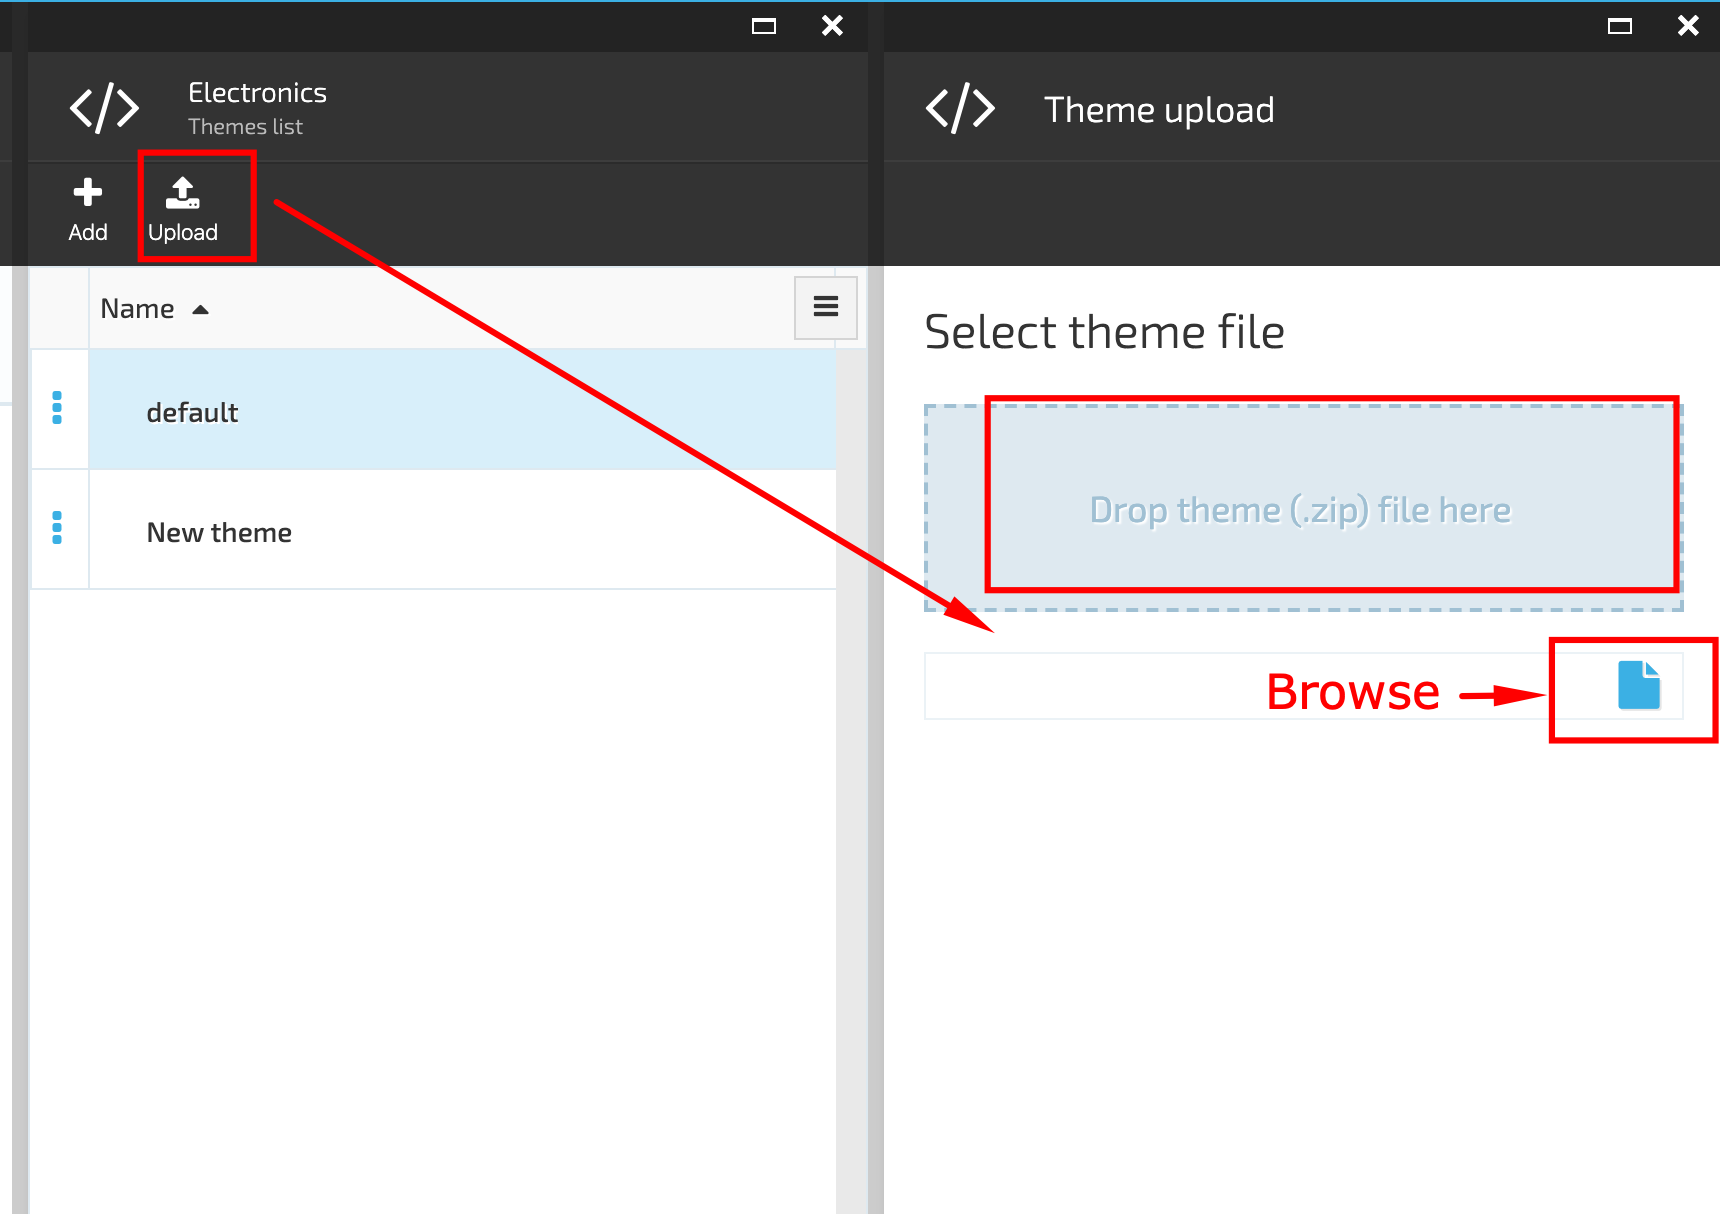 Electronics
Themes list
Add
Upload
Name
default
New theme
Theme upload
Select theme file
Drop theme (.zip) file here
Browse